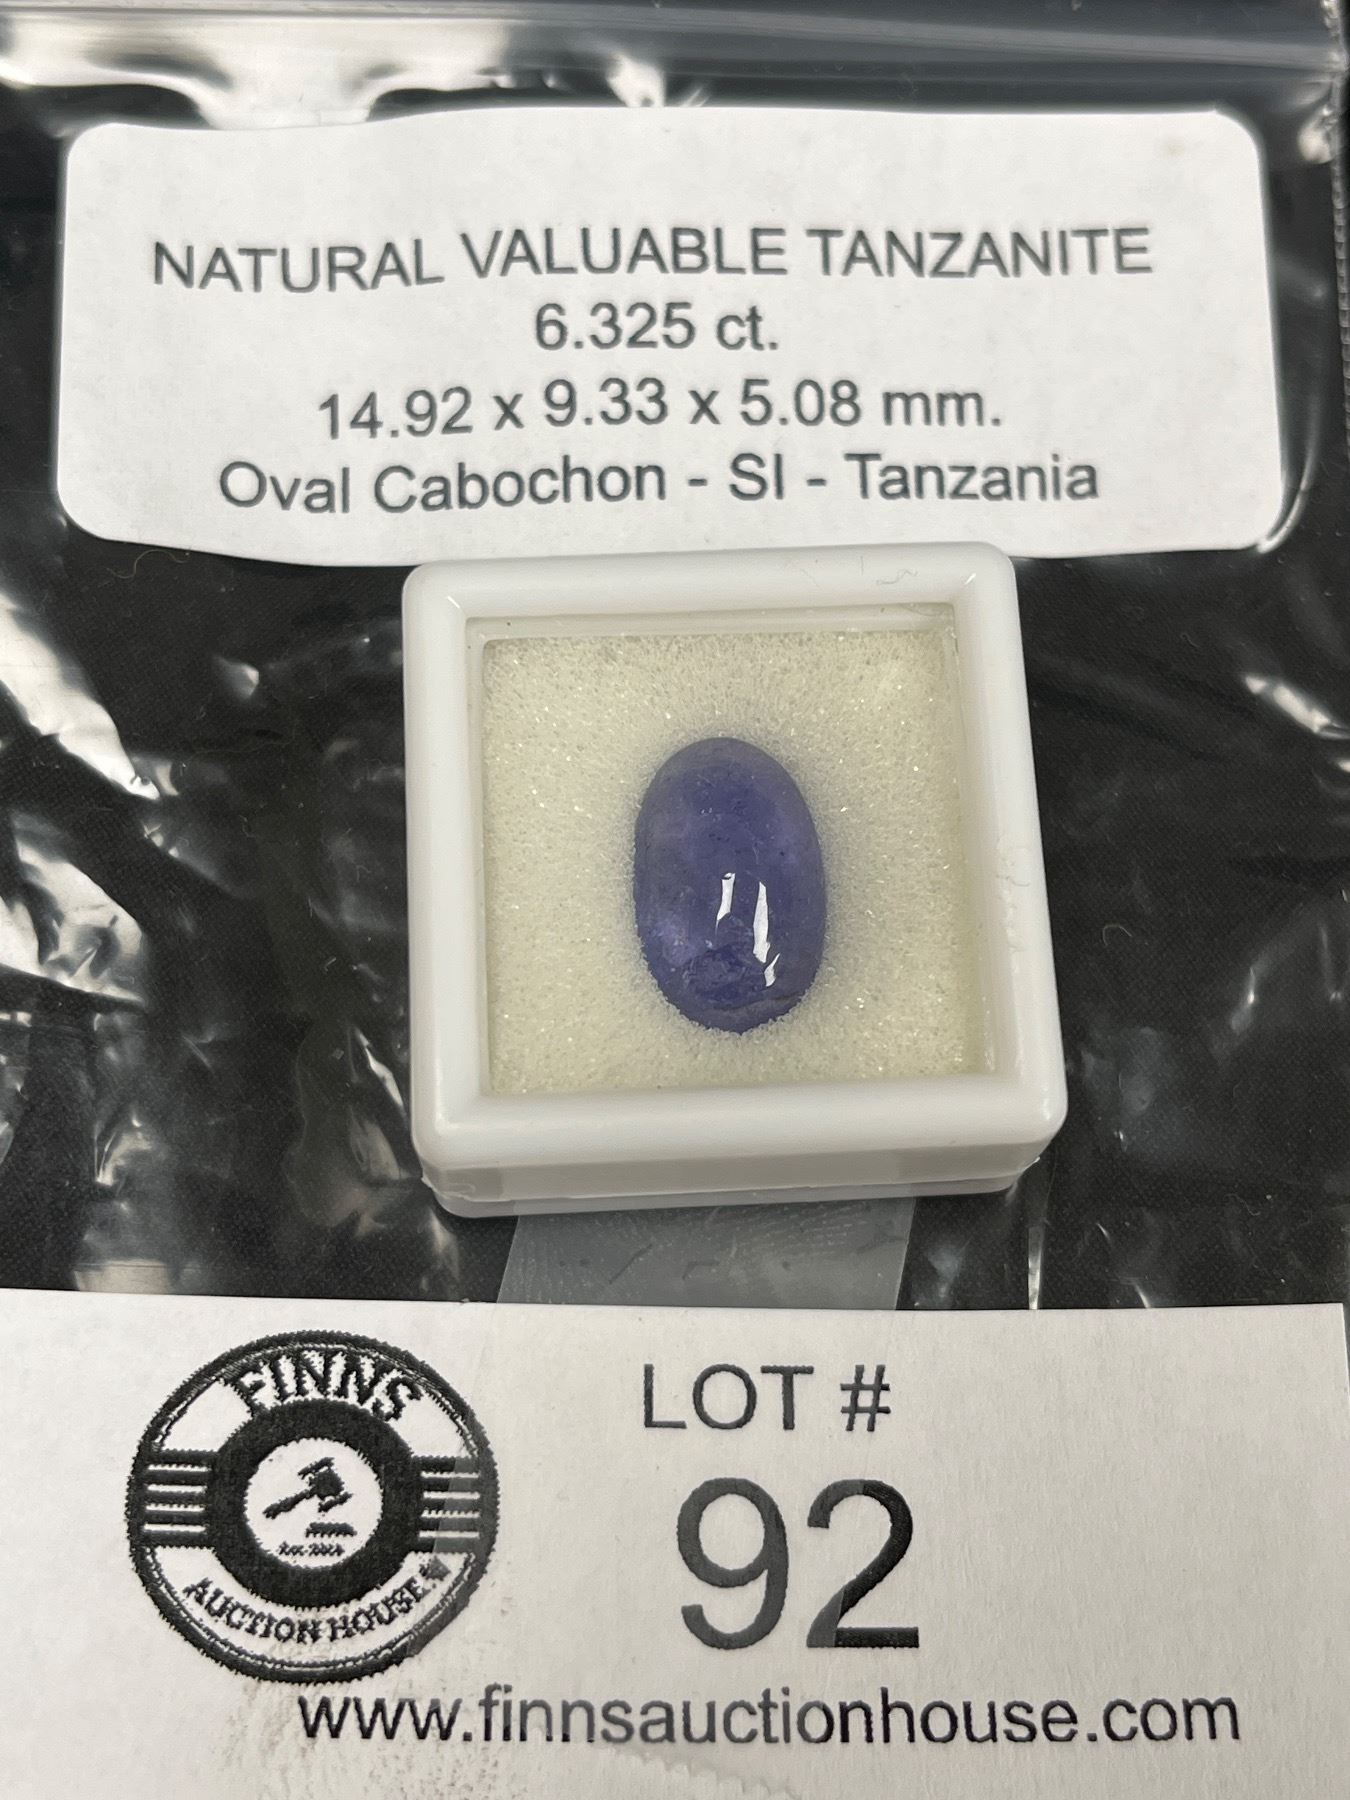 NATURAL VALUABLE TANZANITE
6.325 ct.
14.92 x 9.33 x 5.08 mm.
Oval Cabochon - SI - Tanzania
FINNS
AUCTION HOUSE
LOT #
92
www.finnsauctionhouse.com